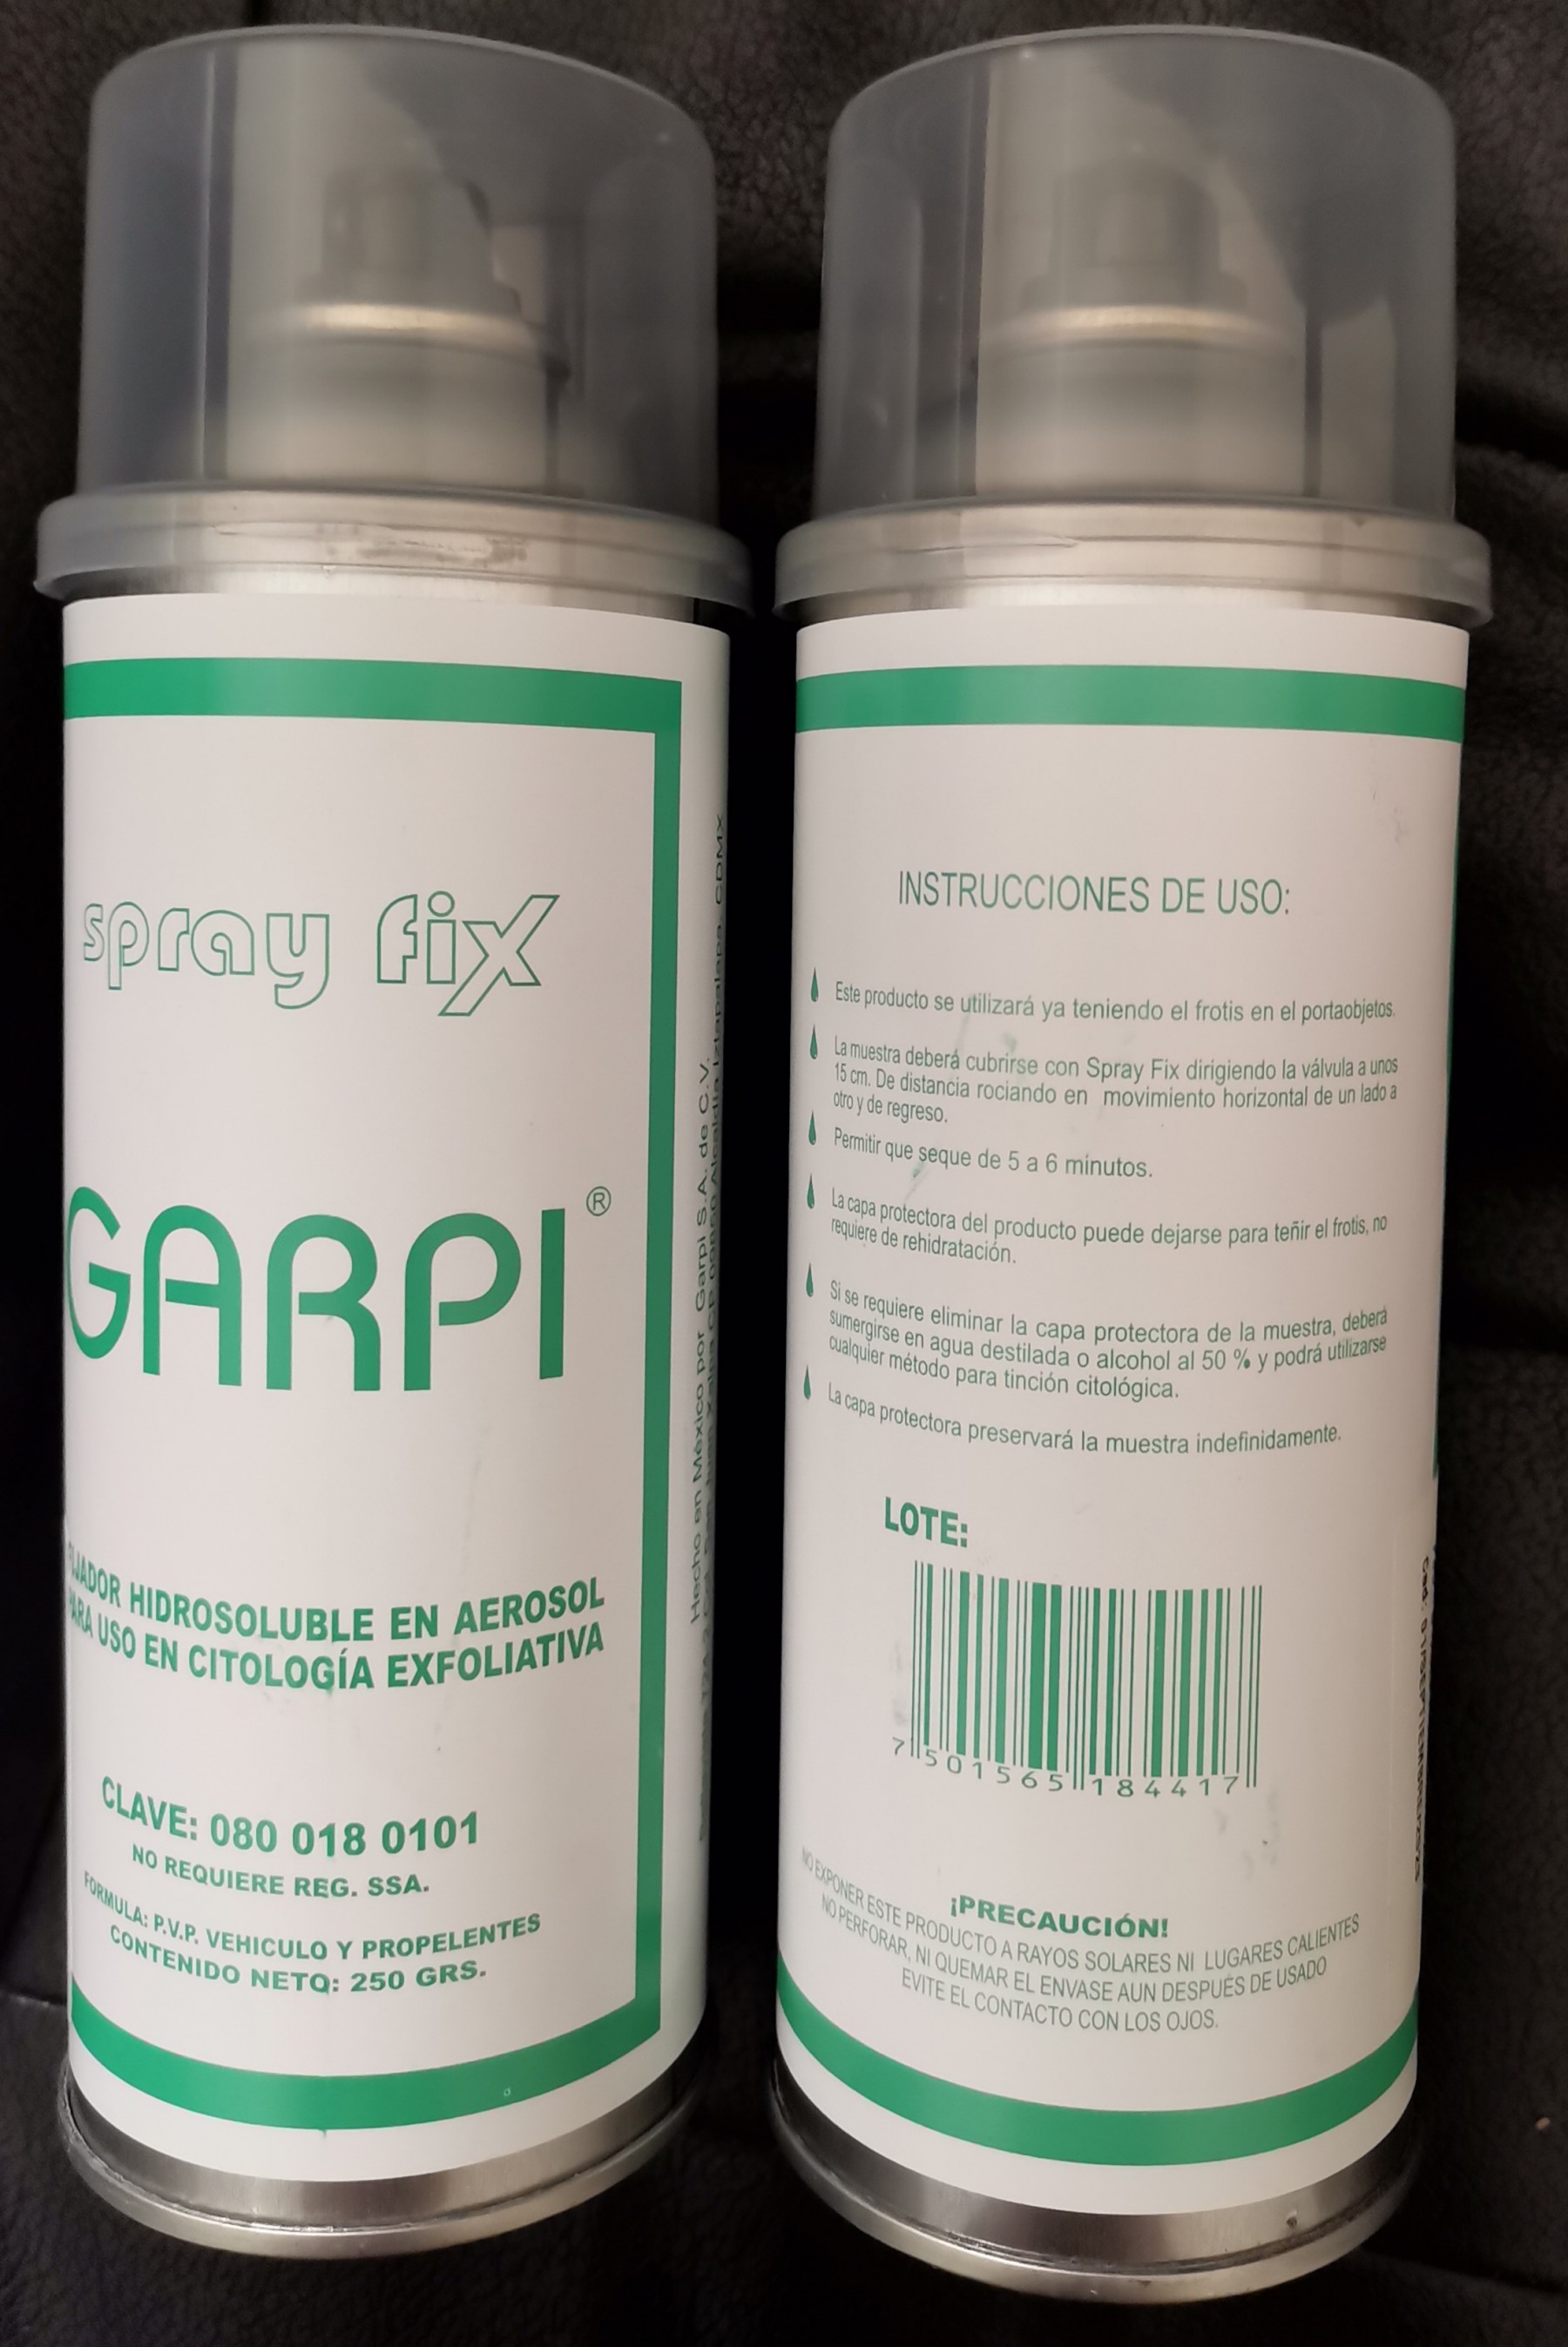 spray fix
GARPI®
FIJADOR HIDROSOLUBLE EN AEROSOL
PARA USO EN CITOLOGÍA EXFOLIATIVA
CLAVE: 080 018 0101
NO REQUIERE REG. SSA.
FORMULA: P.V.P. VEHICULO Y PROPELENTES
CONTENIDO NETO: 250 GRS.
Hecho en México por Garpi S.A. de C.V.
Alcaldía Iztapalapa, CDMX
INSTRUCCIONES DE USO:
Este producto se utilizará ya teniendo el frotis en el portaobjetos.
La muestra deberá cubrirse con Spray Fix dirigiendo la válvula a unos
15 cm. De distancia rociando en movimiento horizontal de un lado a
otro y de regreso.
Permitir que seque de 5 a 6 minutos.
La capa protectora del producto puede dejarse para teñir el frotis, no
requiere de rehidratación.
Si se requiere eliminar la capa protectora de la muestra, deberá
sumergirse en agua destilada o alcohol al 50 % y podrá utilizarse
cualquier método para tinción citológica.
La capa protectora preservará la muestra indefinidamente.
LOTE:
7 501565 184417
¡PRECAUCIÓN!
NO EXPONER ESTE PRODUCTO A RAYOS SOLARES NI LUGARES CALIENTES
NO PERFORAR, NI QUEMAR EL ENVASE AUN DESPUÉS DE USADO
EVITE EL CONTACTO CON LOS OJOS.